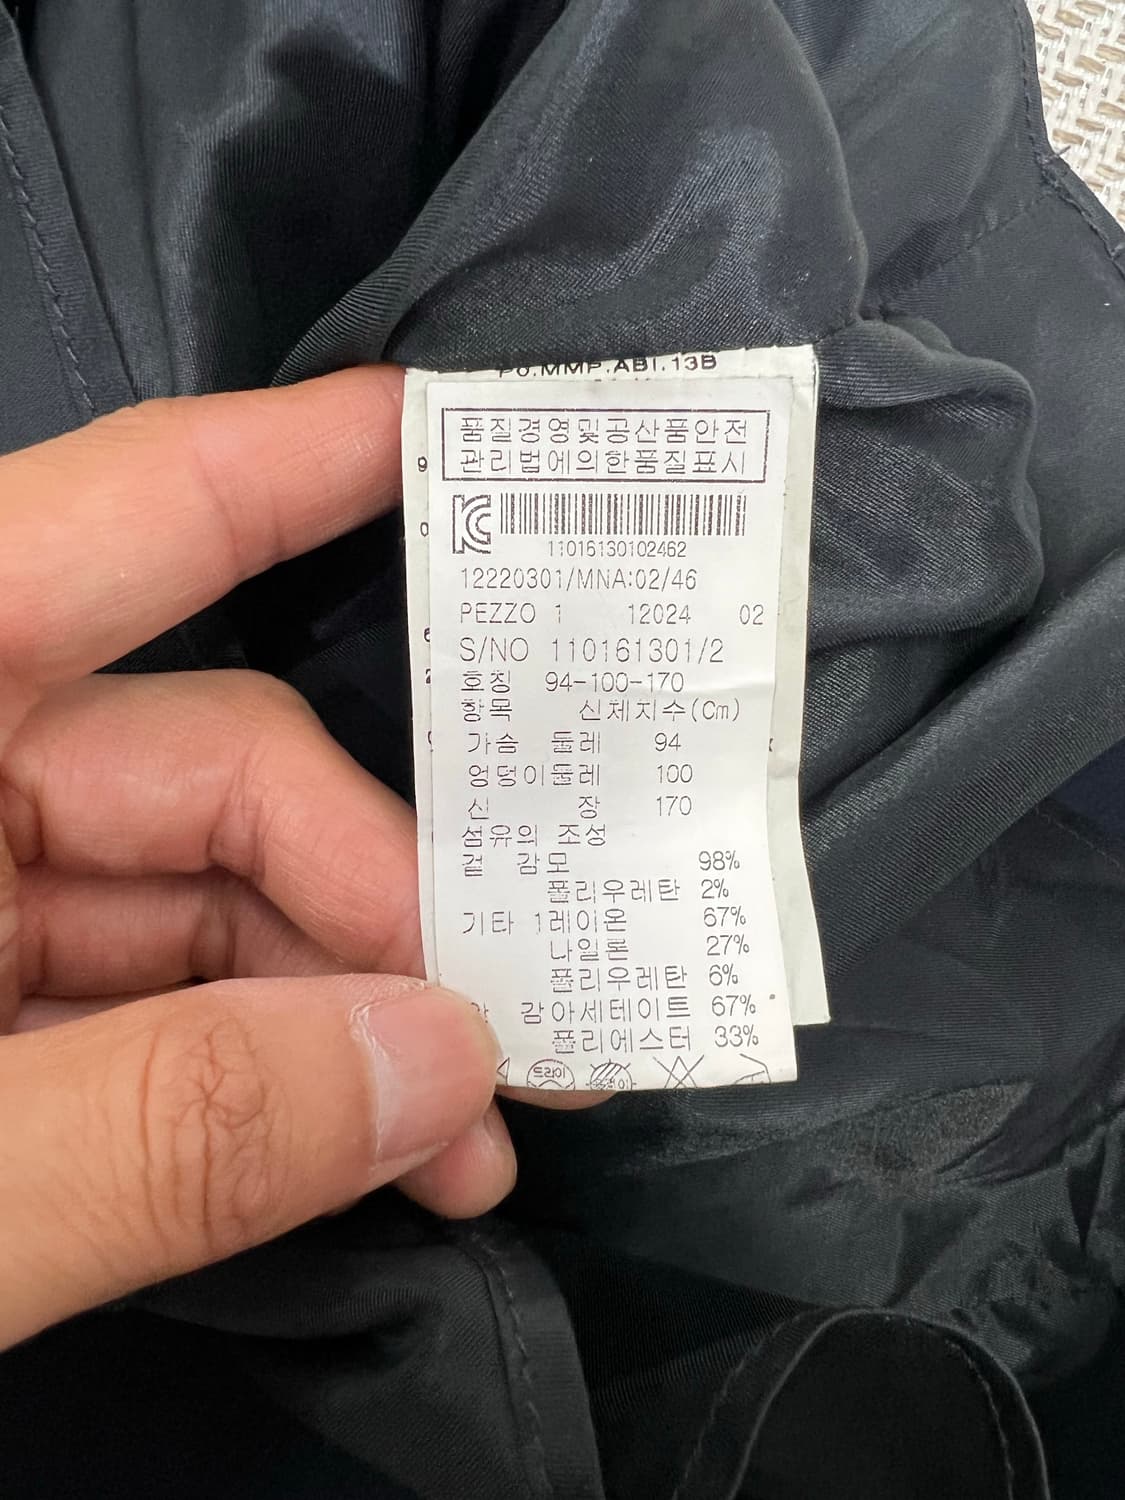 PU.MMP.ABI.13B
품질경영및공산품안전
관리법에의한품질표시
11016130102462
12220301/MNA:02/46
PEZZO 1 12024 02
S/NO 110161301/2
호칭 94-100-170
항목 신체치수(Cm)
가슴 둘레 94
엉덩이둘레 100
신 장 170
섬유의 조성
겉 감모 98%
폴리우레탄 2%
기타 1레이온 67%
나일론 27%
폴리우레탄 6%
감아세테이트 67%
폴리에스터 33%